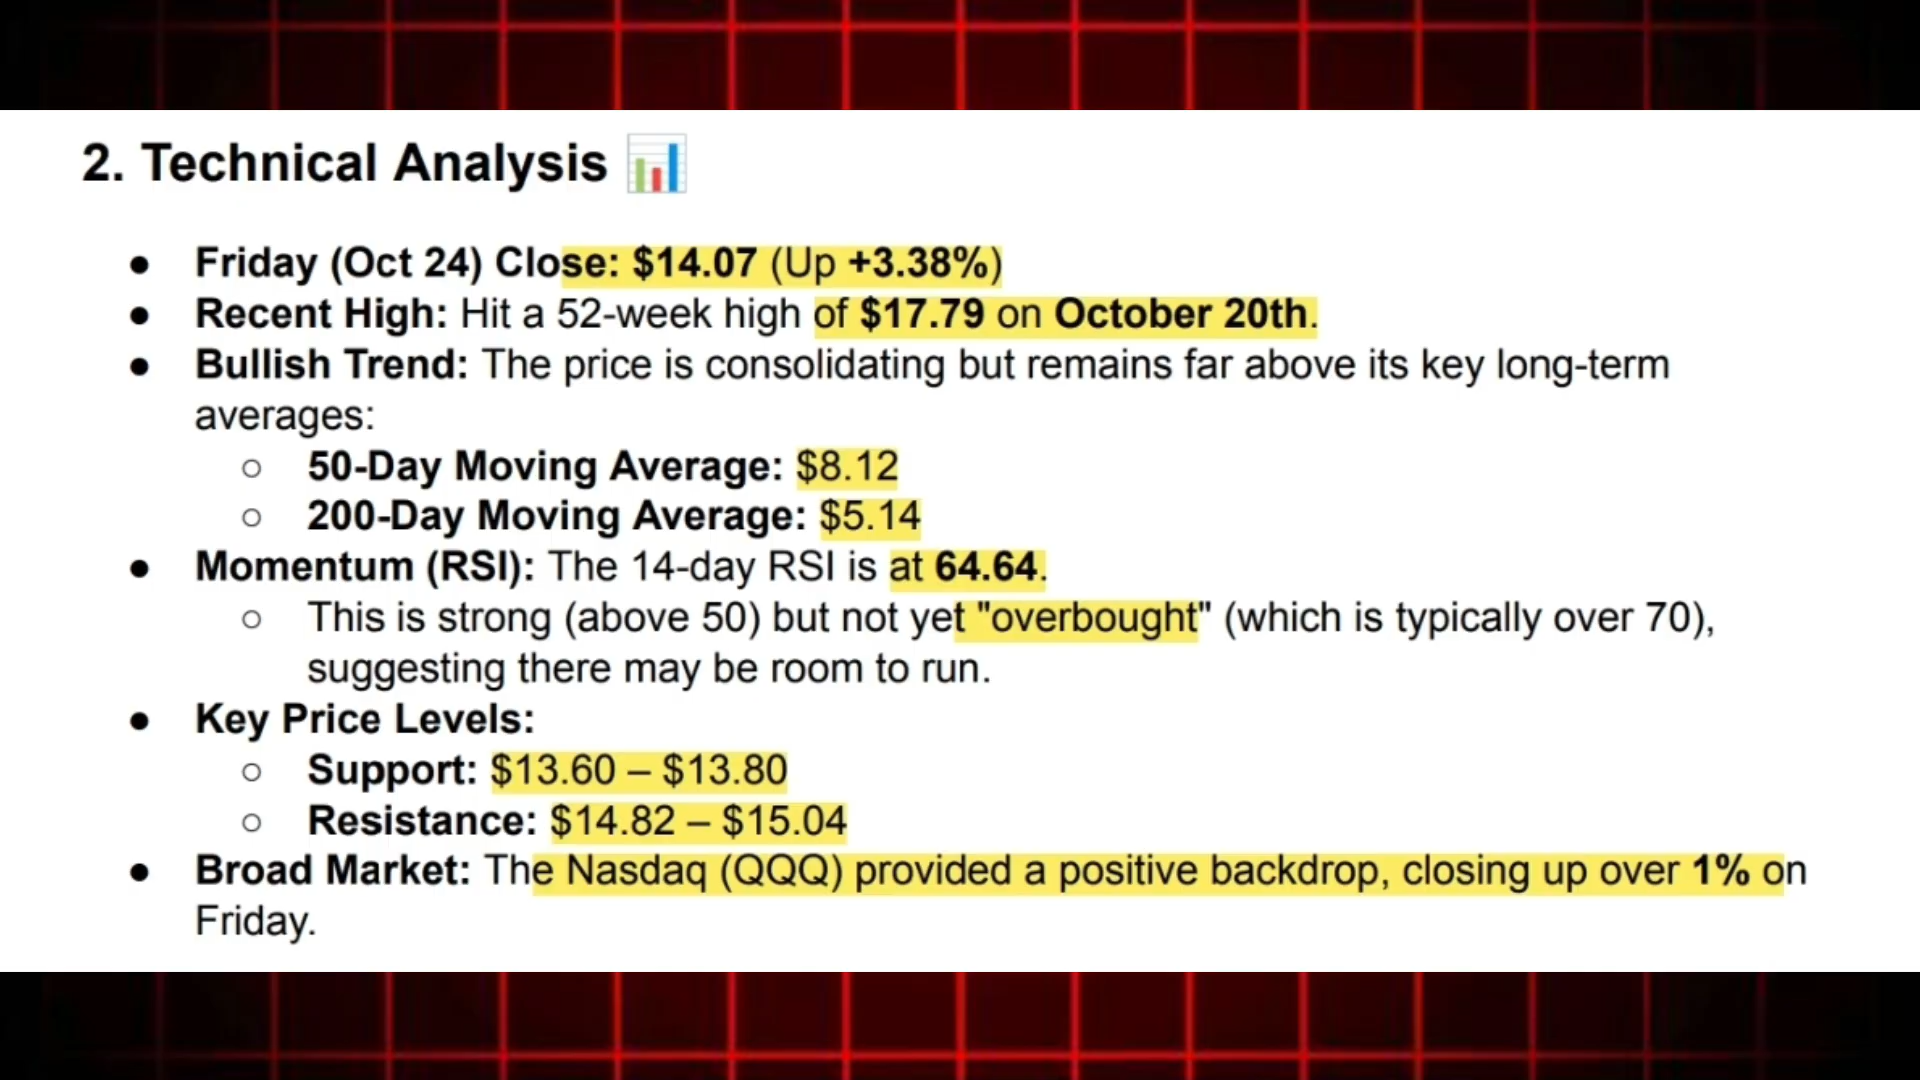 2. Technical Analysis 📊
● Friday (Oct 24) Close: $14.07 (Up +3.38%)
● Recent High: Hit a 52-week high of $17.79 on October 20th.
● Bullish Trend: The price is consolidating but remains far above its key long-term
averages:
○ 50-Day Moving Average: $8.12
○ 200-Day Moving Average: $5.14
● Momentum (RSI): The 14-day RSI is at 64.64.
○ This is strong (above 50) but not yet "overbought" (which is typically over 70),
suggesting there may be room to run.
● Key Price Levels:
○ Support: $13.60 – $13.80
○ Resistance: $14.82 – $15.04
● Broad Market: The Nasdaq (QQQ) provided a positive backdrop, closing up over 1% on
Friday.